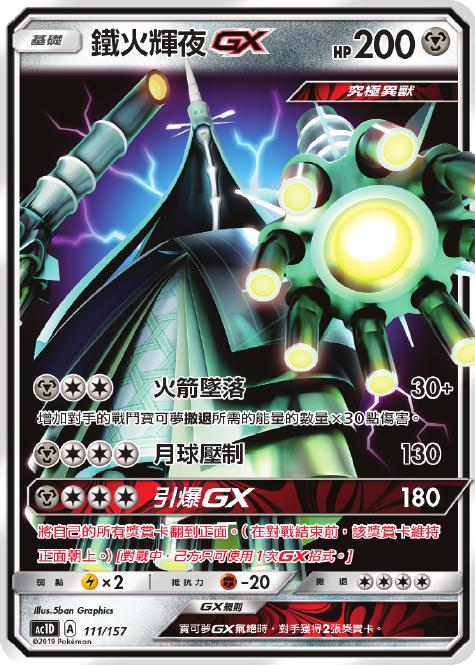 基礎 鐵火輝夜GX HP200
究極異獸
火箭墜落 30+
增加對手的戰鬥寶可夢撤退所需的能量的數量×30點傷害。
月球壓制 130
引爆GX 180
將自己的所有獎賞卡翻到正面。（在對戰結束前，該獎賞卡維持
正面朝上。）[對戰中，己方只可使用1次GX招式。]
弱點 ×2 抵抗力 -20 撤退
Illus.5ban Graphics
GX規則
AC1D A 111/157
寶可夢GX氣絕時，對手獲得2張獎賞卡。
©2019 Pokémon